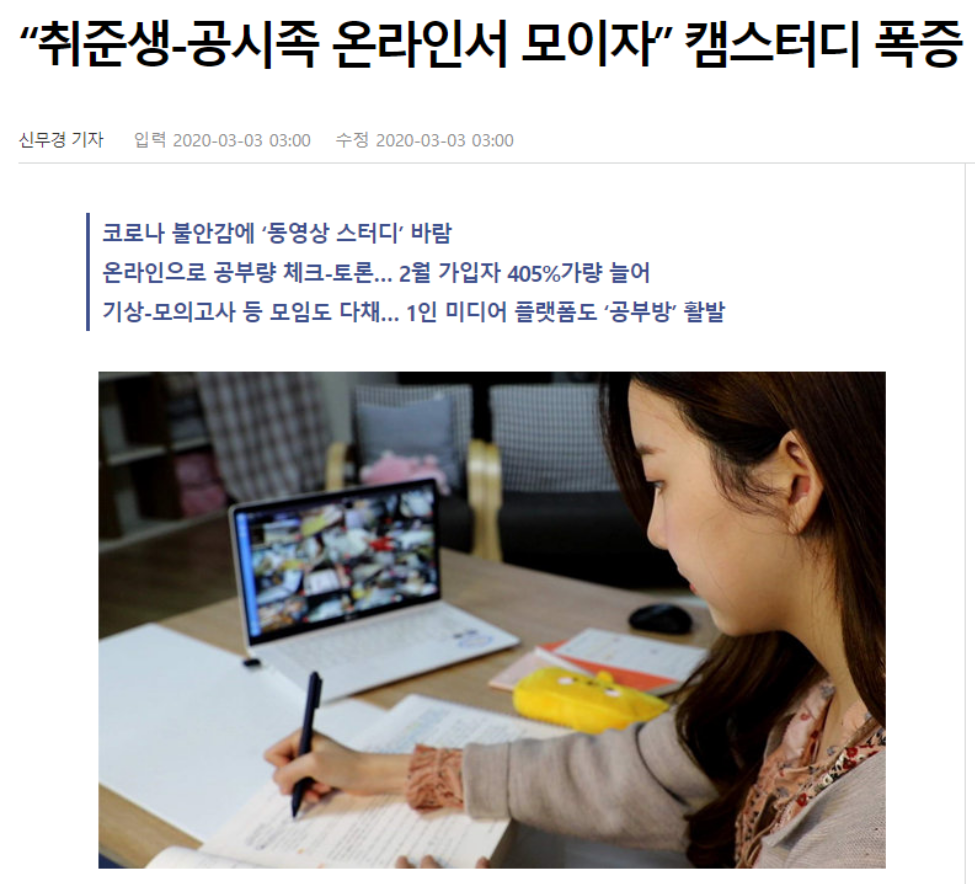 “취준생-공시족 온라인서 모이자” 캠스터디 폭증
신무경 기자 입력 2020-03-03 03:00 수정 2020-03-03 03:00
코로나 불안감에 ‘동영상 스터디’ 바람
온라인으로 공부량 체크-토론… 2월 가입자 405%가량 늘어
기상-모의고사 등 모임도 다채… 1인 미디어 플랫폼도 ‘공부방’ 활발